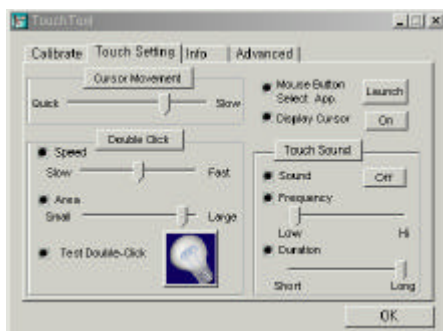 TouchTool
Calibrate Touch Setting Info Advanced
Cursor Movement
Quick Slow
Mouse Button
Select App.
Launch
Display Cursor On
Double Click
Speed
Slow Fast
Area
Small Large
Test Double-Click
Touch Sound
Sound Off
Frequency
Low Hi
Duration
Short Long
OK